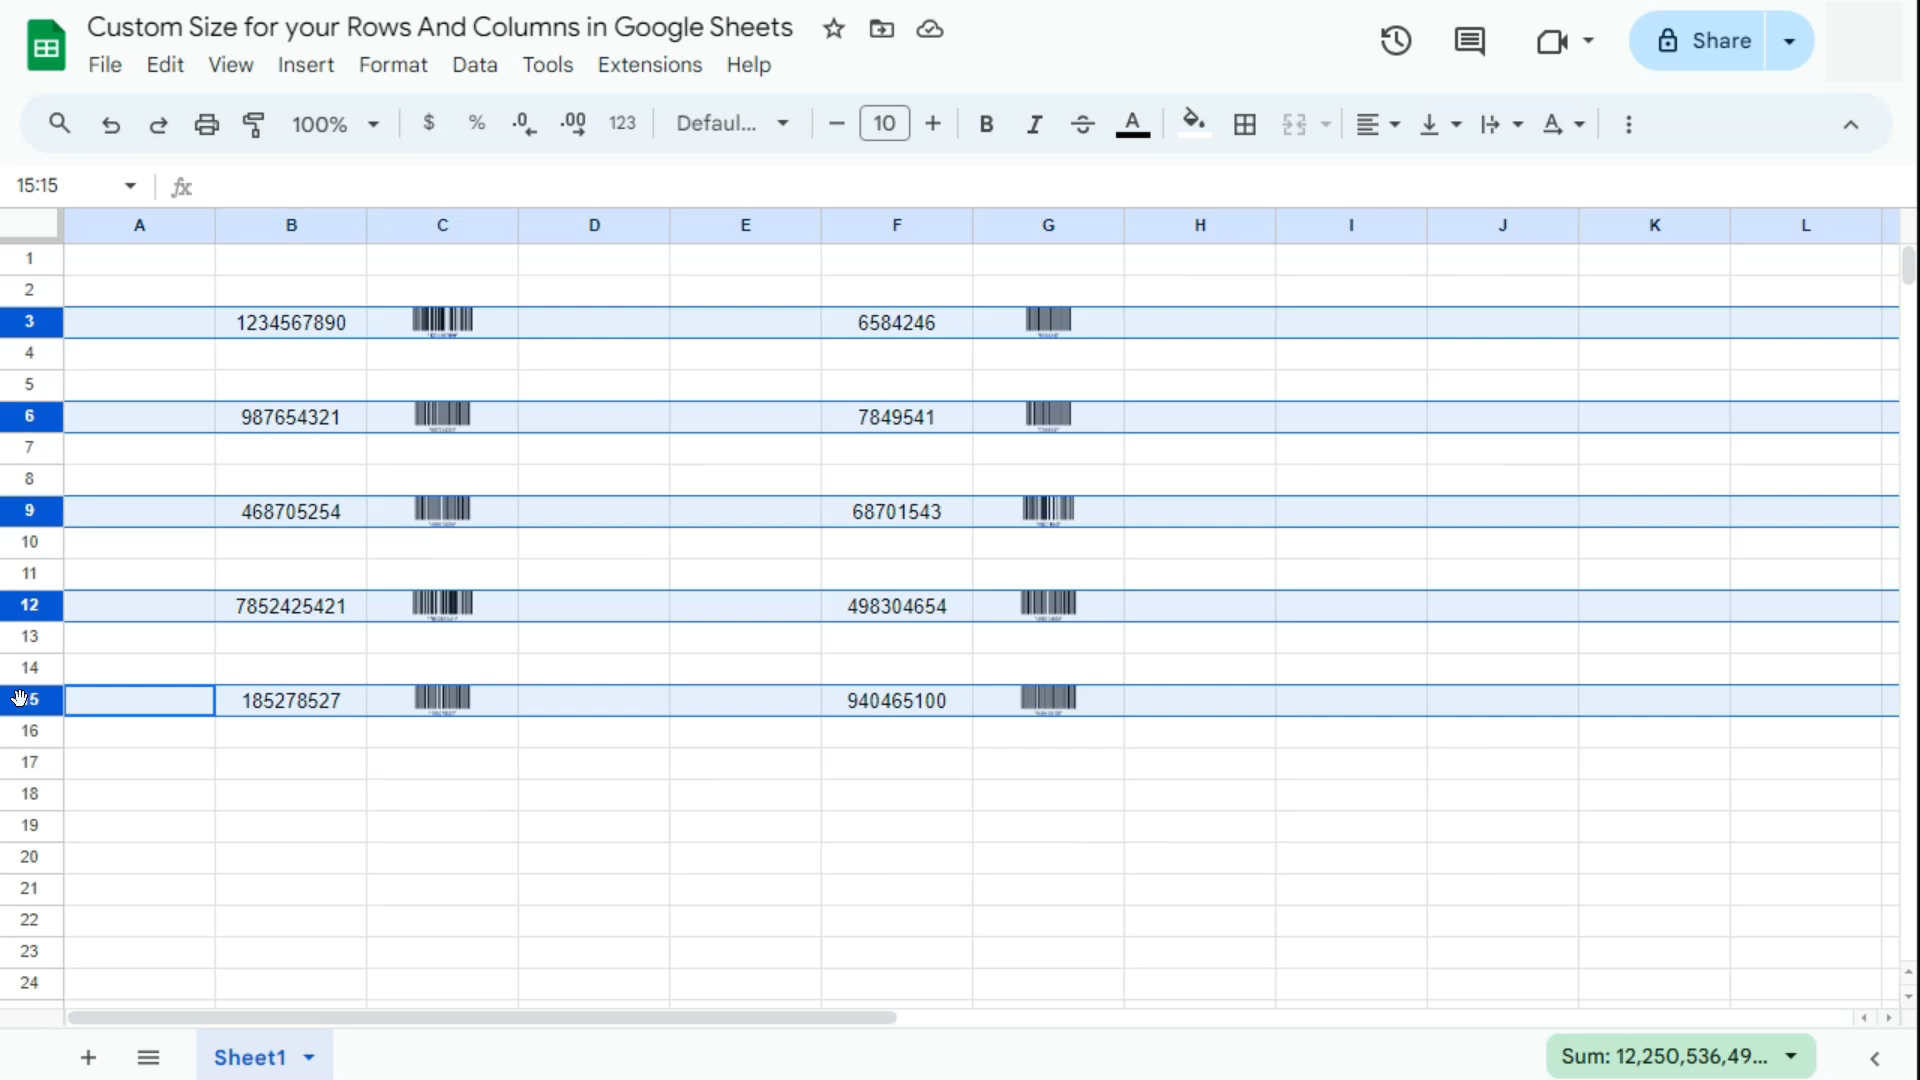 Custom Size for your Rows And Columns in Google Sheets
File Edit View Insert Format Data Tools Extensions Help
Share
100% $ % .0 .00 123 Defaul... 10 B I A
15:15 fx
A B C D E F G H I J K L
1
2
3 1234567890 6584246
4
5
6 987654321 7849541
7
8
9 468705254 68701543
10
11
12 7852425421 498304654
13
14
5 185278527 940465100
16
17
18
19
20
21
22
23
24
Sheet1 Sum: 12,250,536,49...